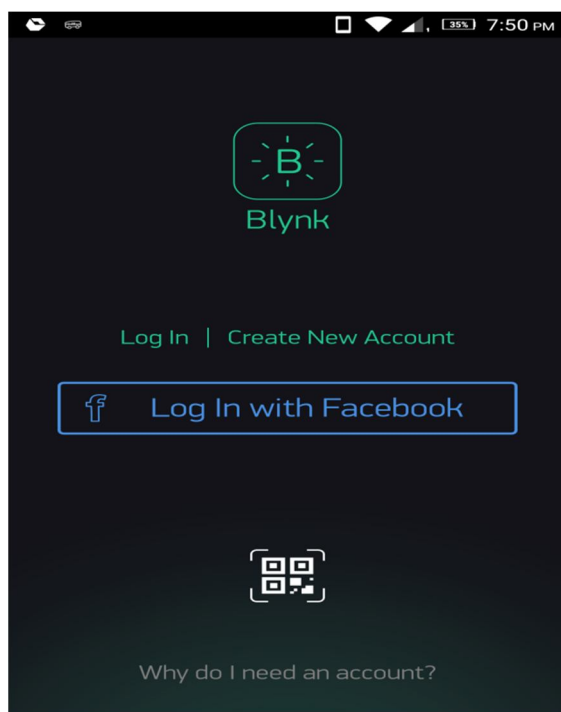 35% 7:50 PM
B
Blynk
Log In | Create New Account
f Log In with Facebook
Why do I need an account?